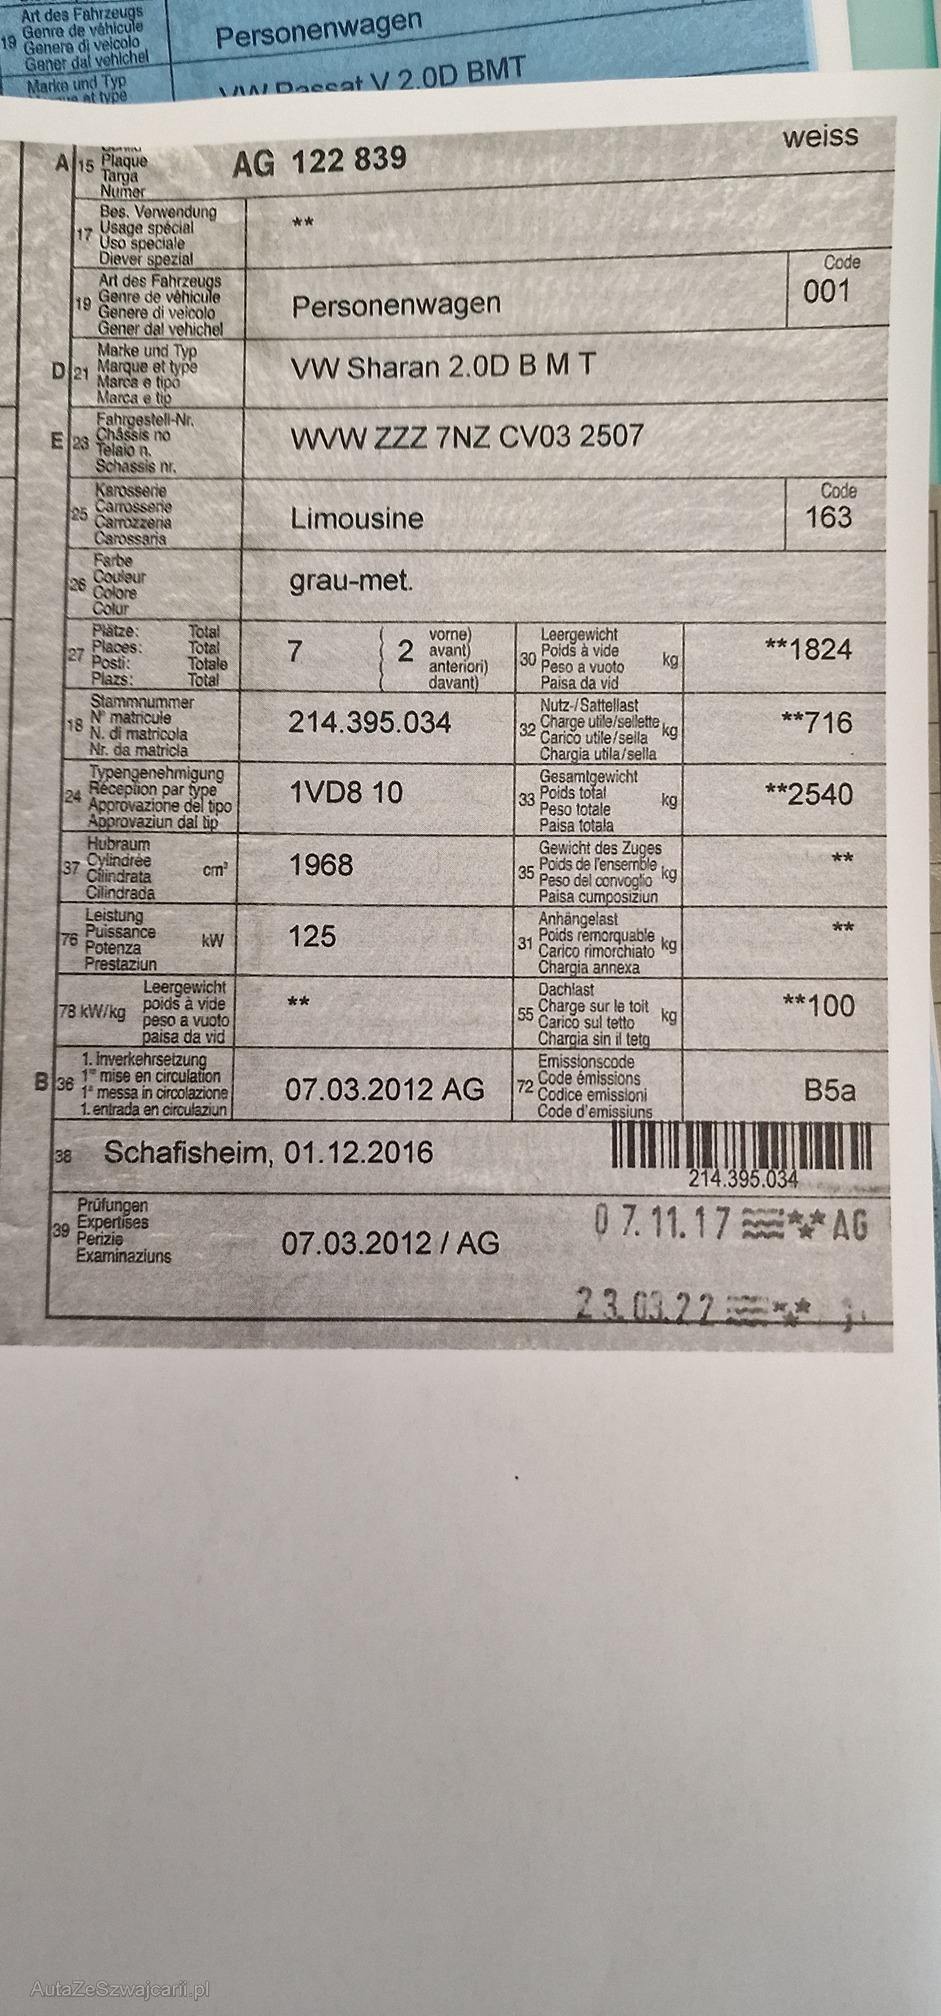 Art des Fahrzeugs
Genre de véhicule
19 Genere di veicolo
Gener dal vehichel
Personenwagen
Marke und Typ
et type
VW Passat V 2.0D BMT
weiss
A 15 Plaque
Targa
Numer
AG 122 839
Bes. Verwendung
17 Usage spécial
Uso speciale
Diever spezial
**
Art des Fahrzeugs
19 Genre de véhicule
Genere di veicolo
Gener dal vehichel
Personenwagen
Code
001
Marke und Typ
D 21 Marque et type
Marca e tipo
Marca e tip
VW Sharan 2.0D B M T
Fahrgestell-Nr.
E 23 Châssis no
Telaio n.
Schassis nr.
WVW ZZZ 7NZ CV03 2507
Karosserie
25 Carrosserie
Carrozzeria
Carossaria
Limousine
Code
163
Farbe
26 Couleur
Colore
Colur
grau-met.
Plätze: Total
27 Places: Total
Posti: Totale
Plazs: Total
7 ( 2 vorne)
avant)
anteriori)
davant)
Leergewicht
30 Poids à vide kg
Peso a vuoto
Paisa da vid
**1824
Stammnummer
18 N° matricule
N. di matricola
Nr. da matricla
214.395.034
Nutz-/Sattellast
32 Charge utile/sellette kg
Carico utile/sella
Chargia utila/sella
**716
Typengenehmigung
24 Réception par type
Approvazione del tipo
Approvaziun dal tip
1VD8 10
Gesamtgewicht
33 Poids total kg
Peso totale
Paisa totala
**2540
Hubraum
37 Cylindrée cm³
Cilindrata
Cilindrada
1968
Gewicht des Zuges
35 Poids de l'ensemble kg
Peso del convoglio
Paisa cumposiziun
**
Leistung
76 Puissance kW
Potenza
Prestaziun
125
Anhängelast
31 Poids remorquable kg
Carico rimorchiato
Chargia annexa
**
Leergewicht
78 kW/kg poids à vide
peso a vuoto
paisa da vid
**
Dachlast
55 Charge sur le toit kg
Carico sul tetto
Chargia sin il tetg
**100
1. Inverkehrsetzung
B 36 1re mise en circulation
1a messa in circolazione
1. entrada en circulaziun
07.03.2012 AG
Emissionscode
72 Code émissions
Codice emissioni
Code d'emissiuns
B5a
38 Schafisheim, 01.12.2016
214.395.034
Prüfungen
39 Expertises
Perizie
Examinaziuns
07.03.2012 / AG
07.11.17 ** AG
23.03.22 **
AutaZeSzwajcarii.pl